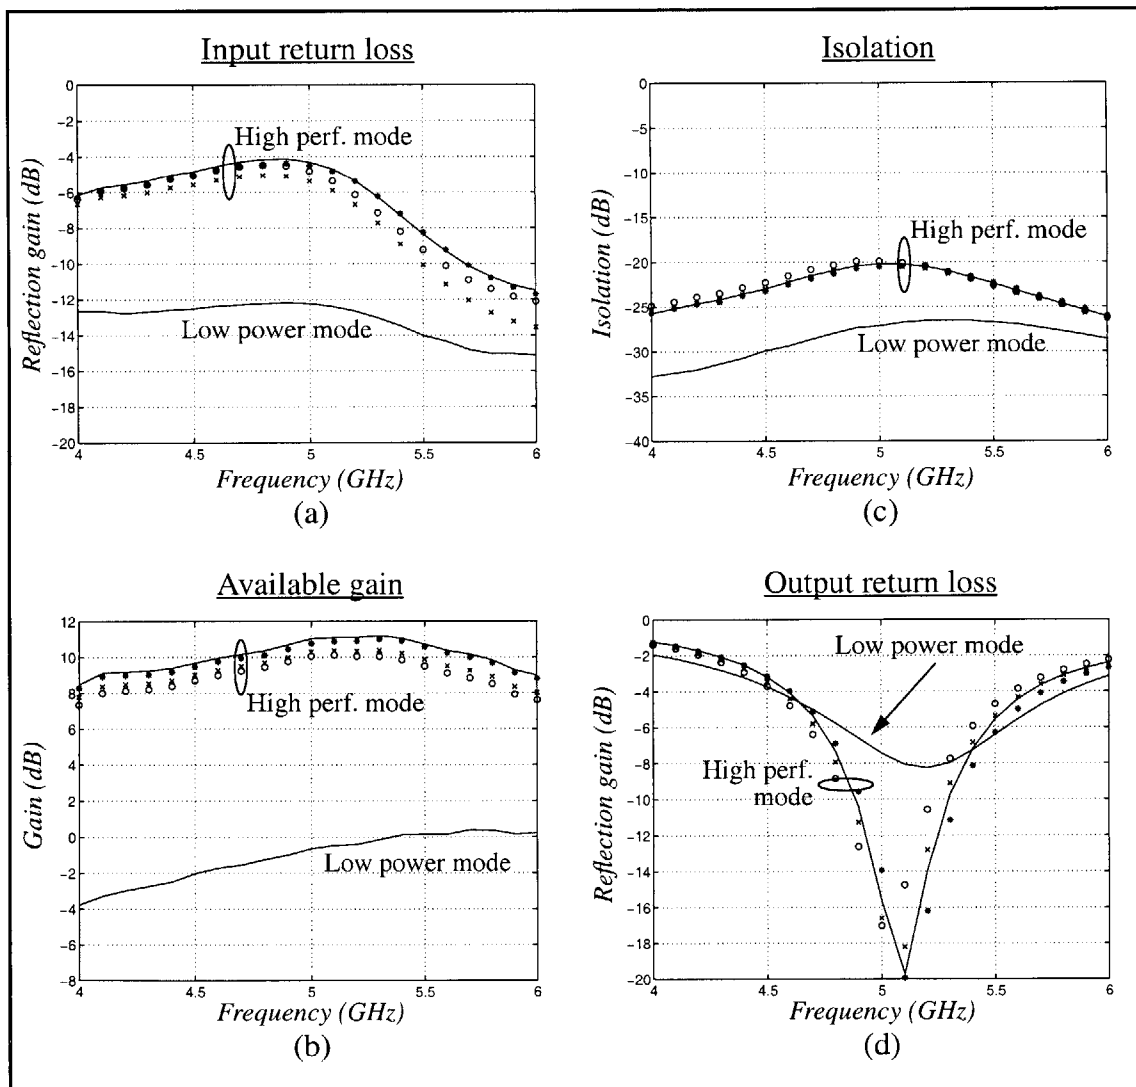 Input return loss
0
-2
-4
-6
-8
-10
-12
-14
-16
-18
-20
Reflection gain (dB)
High perf. mode
Low power mode
4
4.5
5
5.5
6
Frequency (GHz)
(a)
Isolation
0
-5
-10
-15
-20
-25
-30
-35
-40
Isolation (dB)
High perf. mode
Low power mode
4
4.5
5
5.5
6
Frequency (GHz)
(c)
Available gain
12
10
8
6
4
2
0
-2
-4
-6
-8
Gain (dB)
High perf. mode
Low power mode
4
4.5
5
5.5
6
Frequency (GHz)
(b)
Output return loss
0
-2
-4
-6
-8
-10
-12
-14
-16
-18
-20
Reflection gain (dB)
Low power mode
High perf.
mode
4
4.5
5
5.5
6
Frequency (GHz)
(d)